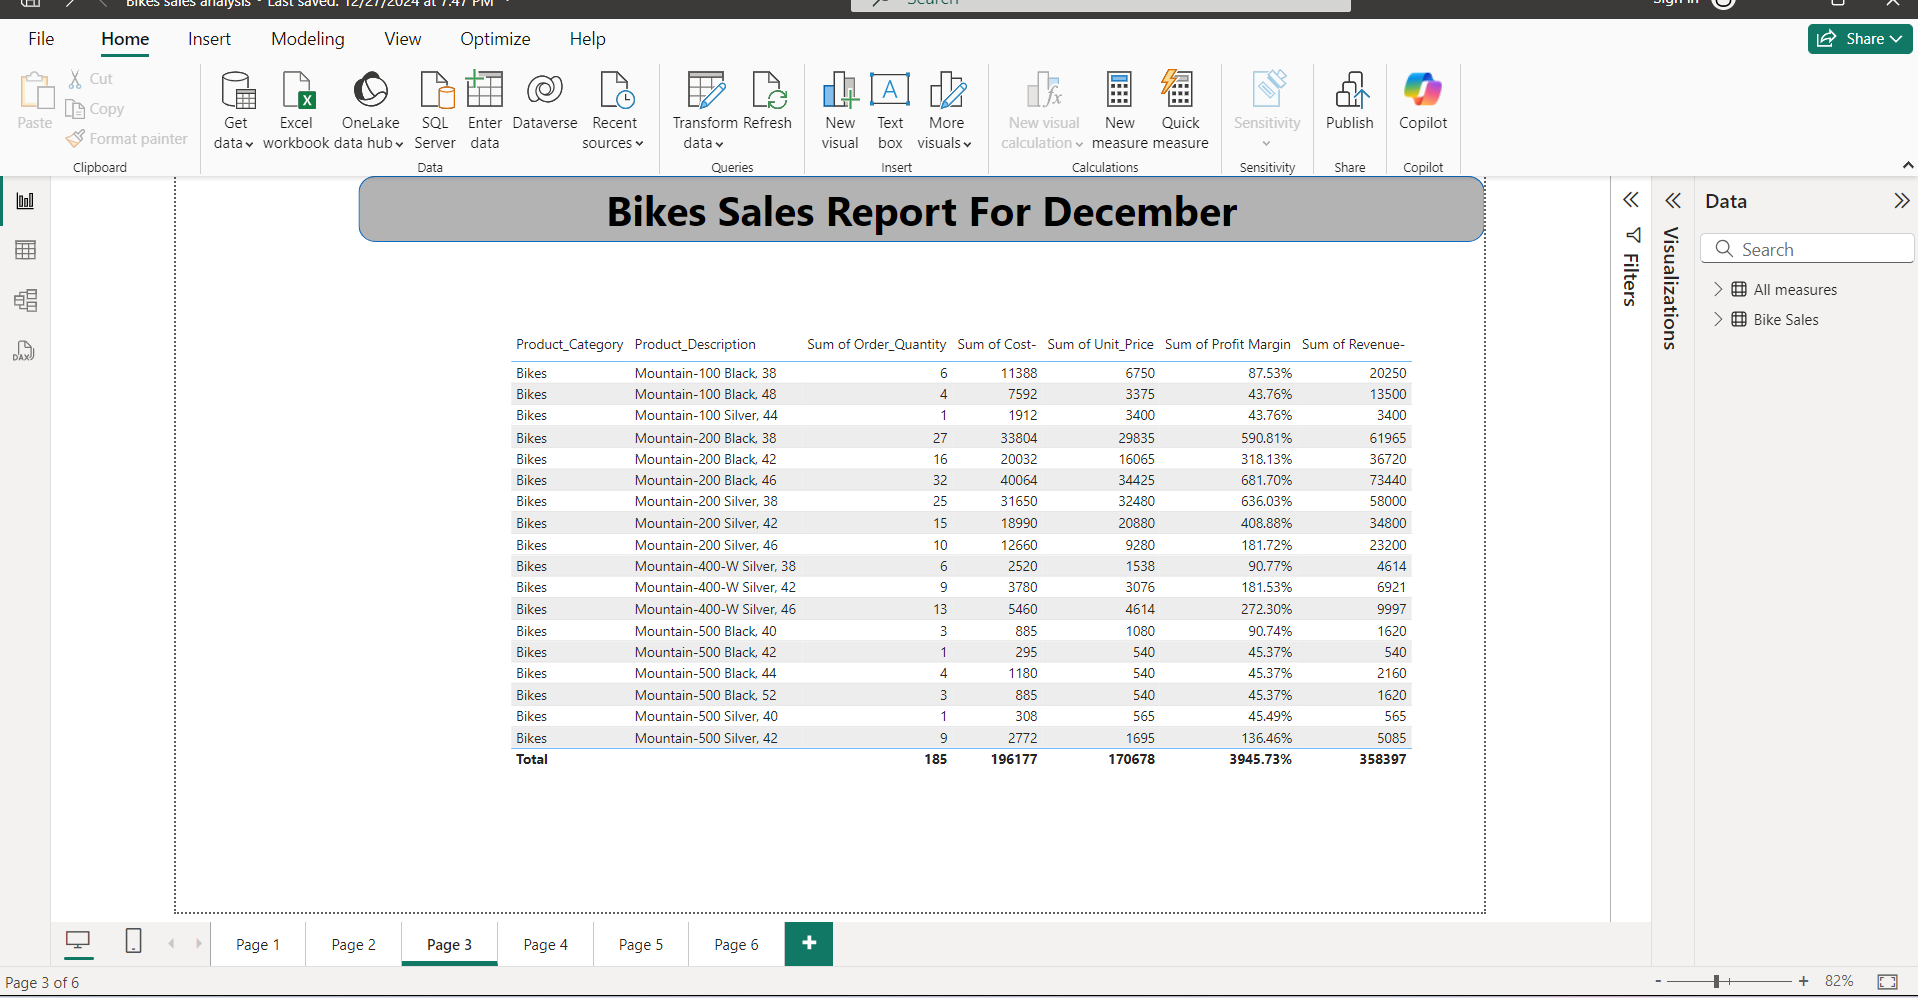 Bikes sales analysis • Last saved: 12/27/2024 at 7:47 PM
Search
Sign in
File Home Insert Modeling View Optimize Help
Share
Paste
Cut
Copy
Format painter
Clipboard
Get data
Excel workbook
OneLake data hub
SQL Server
Enter data
Dataverse
Recent sources
Data
Transform data
Refresh
Queries
New visual
Text box
More visuals
Insert
New visual calculation
New measure
Quick measure
Calculations
Sensitivity
Sensitivity
Publish
Share
Copilot
Copilot
Bikes Sales Report For December
Product_Category Product_Description Sum of Order_Quantity Sum of Cost- Sum of Unit_Price Sum of Profit Margin Sum of Revenue-
Bikes Mountain-100 Black, 38 6 11388 6750 87.53% 20250
Bikes Mountain-100 Black, 48 4 7592 3375 43.76% 13500
Bikes Mountain-100 Silver, 44 1 1912 3400 43.76% 3400
Bikes Mountain-200 Black, 38 27 33804 29835 590.81% 61965
Bikes Mountain-200 Black, 42 16 20032 16065 318.13% 36720
Bikes Mountain-200 Black, 46 32 40064 34425 681.70% 73440
Bikes Mountain-200 Silver, 38 25 31650 32480 636.03% 58000
Bikes Mountain-200 Silver, 42 15 18990 20880 408.88% 34800
Bikes Mountain-200 Silver, 46 10 12660 9280 181.72% 23200
Bikes Mountain-400-W Silver, 38 6 2520 1538 90.77% 4614
Bikes Mountain-400-W Silver, 42 9 3780 3076 181.53% 6921
Bikes Mountain-400-W Silver, 46 13 5460 4614 272.30% 9997
Bikes Mountain-500 Black, 40 3 885 1080 90.74% 1620
Bikes Mountain-500 Black, 42 1 295 540 45.37% 540
Bikes Mountain-500 Black, 44 4 1180 540 45.37% 2160
Bikes Mountain-500 Black, 52 3 885 540 45.37% 1620
Bikes Mountain-500 Silver, 40 1 308 565 45.49% 565
Bikes Mountain-500 Silver, 42 9 2772 1695 136.46% 5085
Total 185 196177 170678 3945.73% 358397
Filters
Visualizations
Data
Search
All measures
Bike Sales
DAX
Page 1 Page 2 Page 3 Page 4 Page 5 Page 6 +
Page 3 of 6
- + 82%